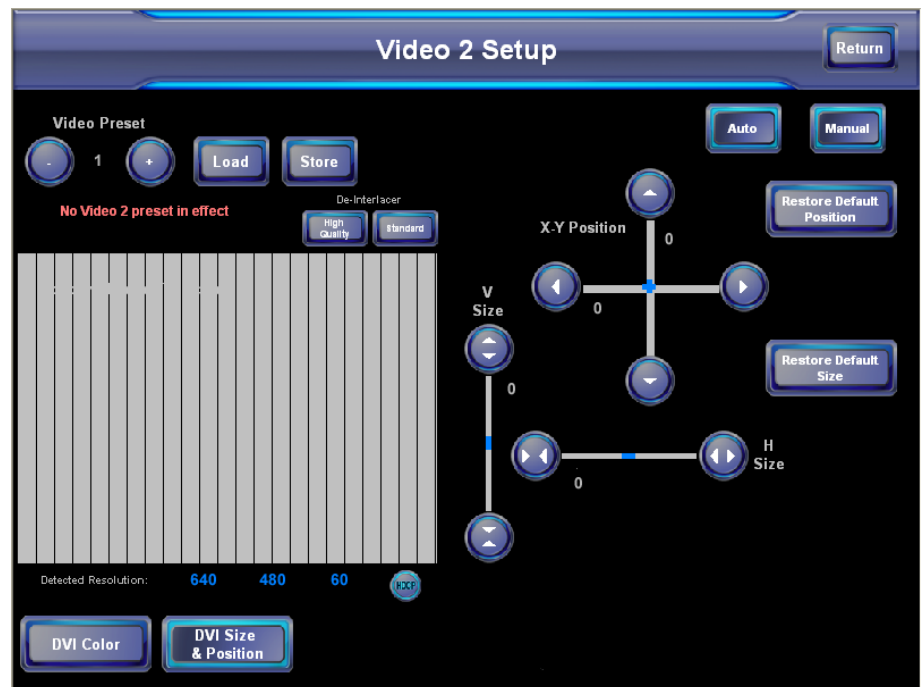 Video 2 Setup
Return
Video Preset
- 1 +
Load
Store
Auto
Manual
No Video 2 preset in effect
De-Interlacer
High
Quality
Standard
Restore Default
Position
X-Y Position
0
0
V
Size
0
Restore Default
Size
H
Size
0
Detected Resolution: 640 480 60 HDCP
DVI Color
DVI Size
& Position